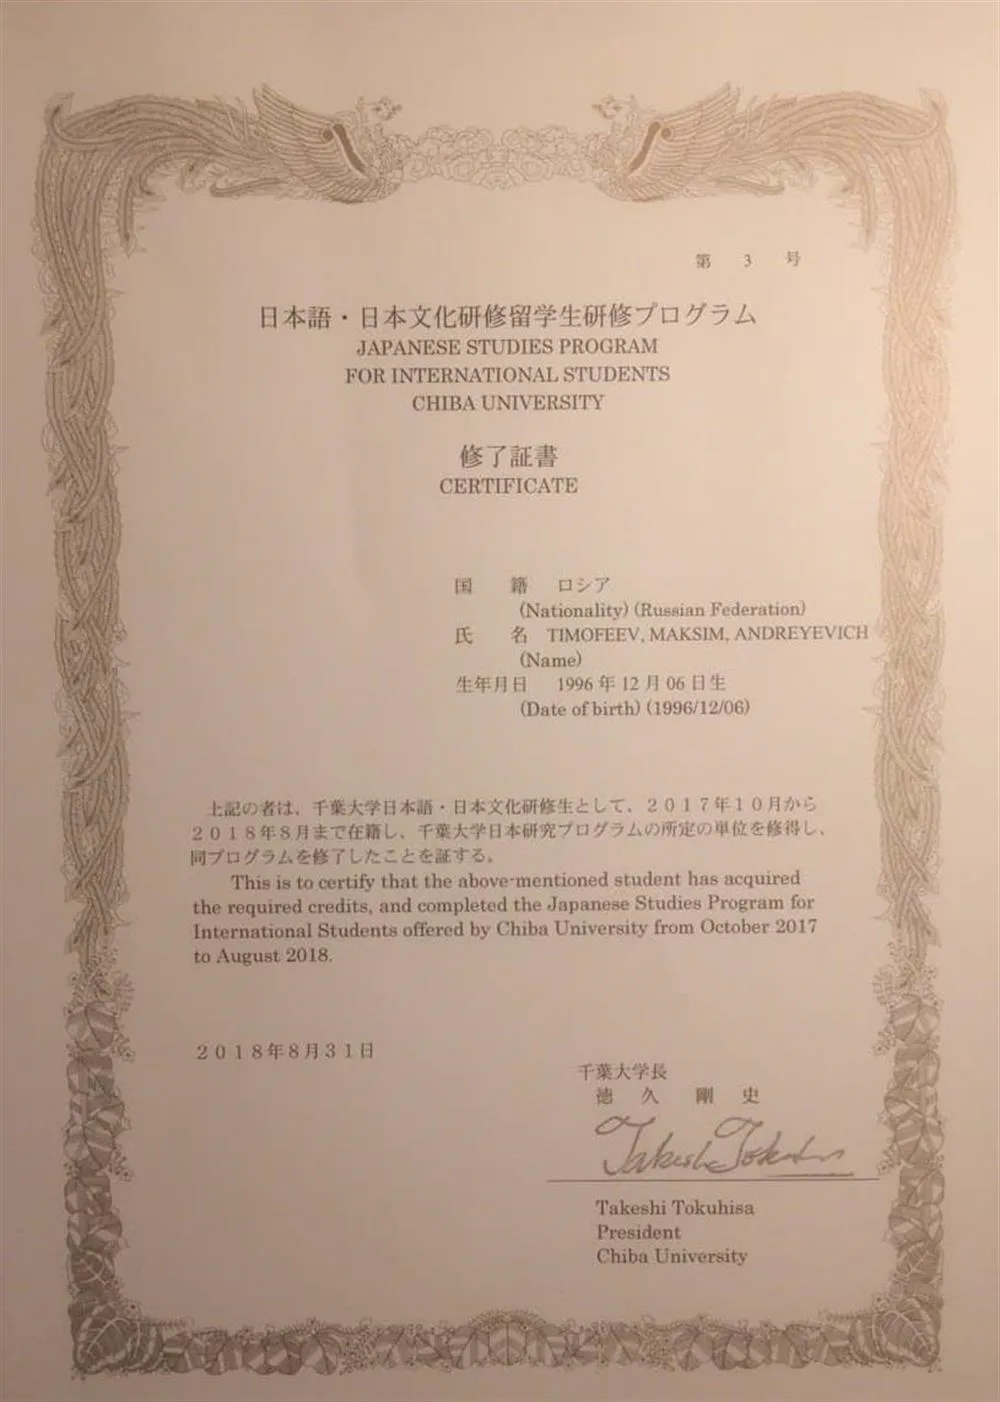 第 3 号
日本語・日本文化研修留学生研修プログラム
JAPANESE STUDIES PROGRAM
FOR INTERNATIONAL STUDENTS
CHIBA UNIVERSITY
修了証書
CERTIFICATE
国 籍 ロシア
(Nationality) (Russian Federation)
氏 名 TIMOFEEV, MAKSIM, ANDREYEVICH
(Name)
生年月日 1996 年 12 月 06 日生
(Date of birth) (1996/12/06)
上記の者は、千葉大学日本語・日本文化研修生として、２０１７年１０月から
２０１８年８月まで在籍し、千葉大学日本研究プログラムの所定の単位を修得し、
同プログラムを修了したことを証する。
This is to certify that the above-mentioned student has acquired
the required credits, and completed the Japanese Studies Program for
International Students offered by Chiba University from October 2017
to August 2018.
２０１８年８月３１日
千葉大学長
徳 久 剛 史
Takeshi Tokuhisa
Takeshi Tokuhisa
President
Chiba University